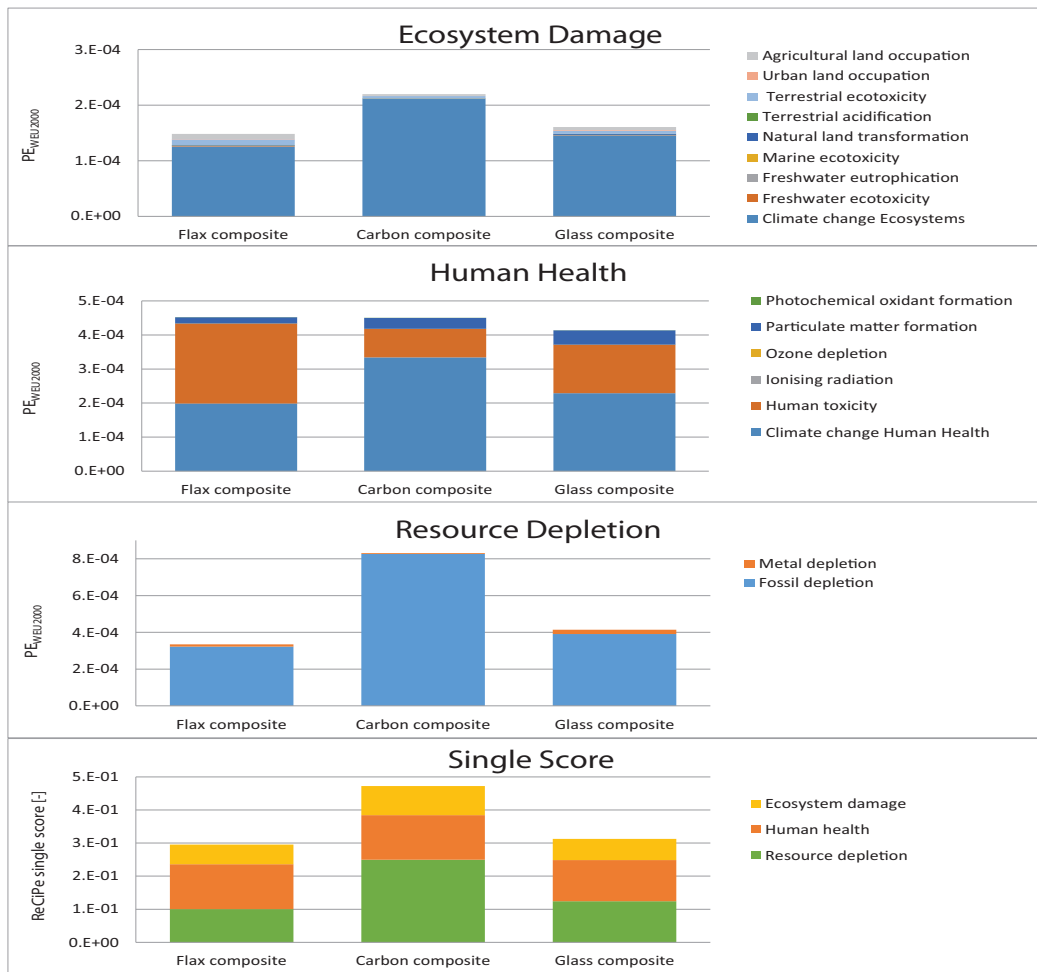 Ecosystem Damage
3.E-04
2.E-04
1.E-04
0.E+00
PE_WEU2000
Flax composite
Carbon composite
Glass composite
Agricultural land occupation
Urban land occupation
Terrestrial ecotoxicity
Terrestrial acidification
Natural land transformation
Marine ecotoxicity
Freshwater eutrophication
Freshwater ecotoxicity
Climate change Ecosystems
Human Health
5.E-04
4.E-04
3.E-04
2.E-04
1.E-04
0.E+00
PE_WEU2000
Flax composite
Carbon composite
Glass composite
Photochemical oxidant formation
Particulate matter formation
Ozone depletion
Ionising radiation
Human toxicity
Climate change Human Health
Resource Depletion
8.E-04
6.E-04
4.E-04
2.E-04
0.E+00
PE_WEU2000
Flax composite
Carbon composite
Glass composite
Metal depletion
Fossil depletion
Single Score
5.E-01
4.E-01
3.E-01
2.E-01
1.E-01
0.E+00
ReCiPe single score [-]
Flax composite
Carbon composite
Glass composite
Ecosystem damage
Human health
Resource depletion